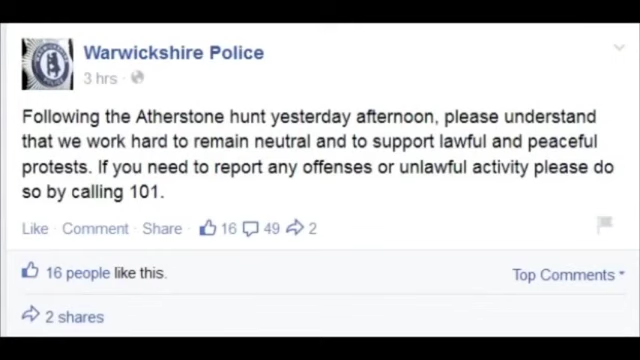 Warwickshire Police
3 hrs ·
Following the Atherstone hunt yesterday afternoon, please understand
that we work hard to remain neutral and to support lawful and peaceful
protests. If you need to report any offenses or unlawful activity please do
so by calling 101.
Like · Comment · Share · 16 49 2
16 people like this.
Top Comments
2 shares